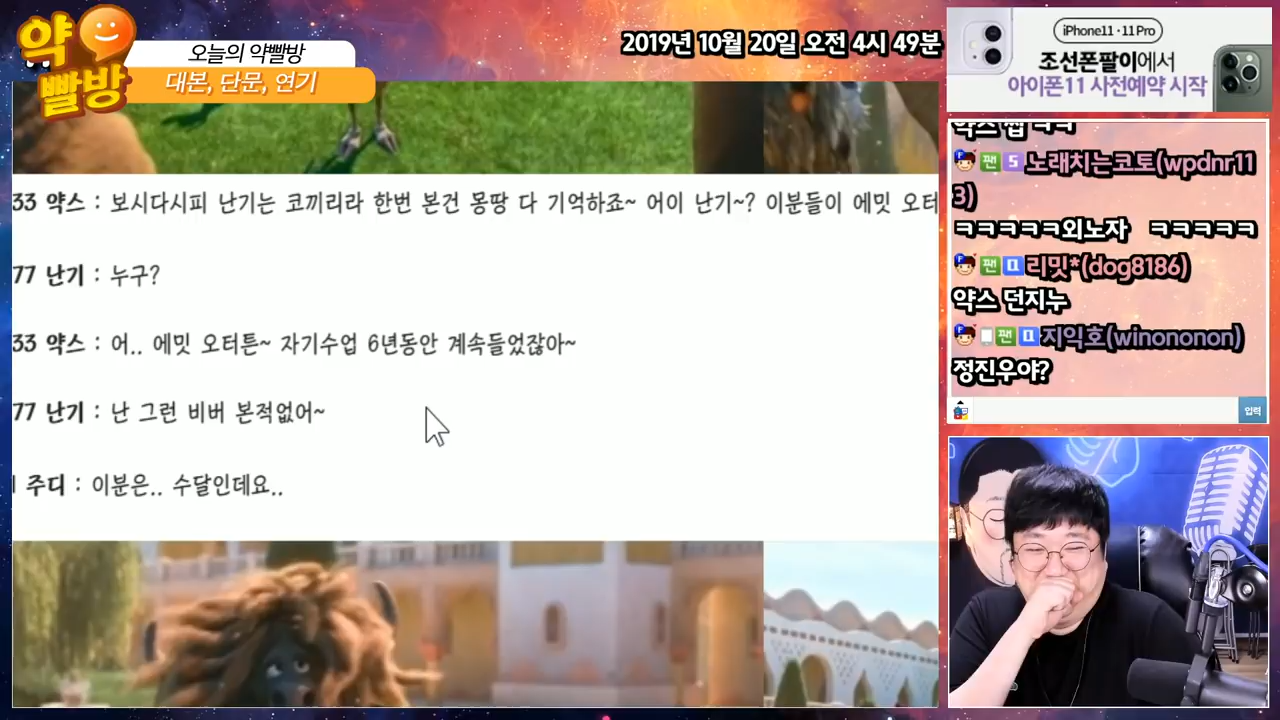 약빨방
오늘의 약빨방
대본, 단문, 연기
2019년 10월 20일 오전 4시 49분
iPhone11 · 11 Pro
조선폰팔이에서
아이폰11 사전예약 시작
33 약스 : 보시다시피 난기는 코끼리라 한번 본건 몽땅 다 기억하죠~ 어이 난기~? 이분들이 에밋 오터
77 난기 : 누구?
33 약스 : 어.. 에밋 오터튼~ 자기수업 6년동안 계속들었잖아~
77 난기 : 난 그런 비버 본적없어~
주디 : 이분은.. 수달인데요..
팬 5 노래치는코토(wpdnr11
3)
ㅋㅋㅋㅋㅋ외노자 ㅋㅋㅋㅋㅋ
팬 리밋*(dog8186)
약스 던지누
팬 지익호(winononon)
정진우야?
입력